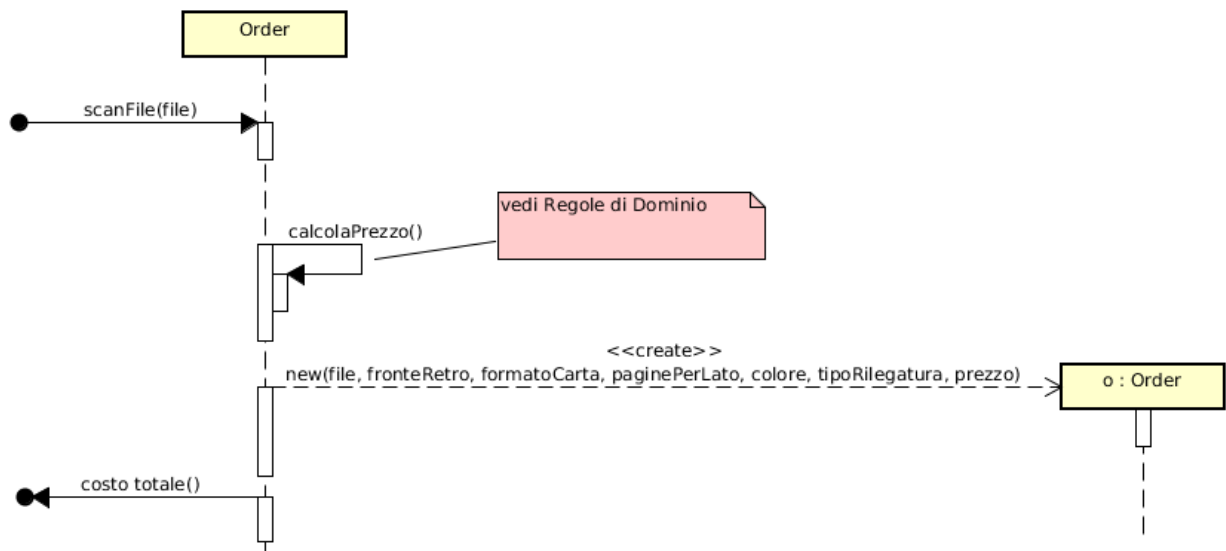 Order
scanFile(file)
vedi Regole di Dominio
calcolaPrezzo()
<<create>>
new(file, fronteRetro, formatoCarta, paginePerLato, colore, tipoRilegatura, prezzo)
o : Order
costo totale()